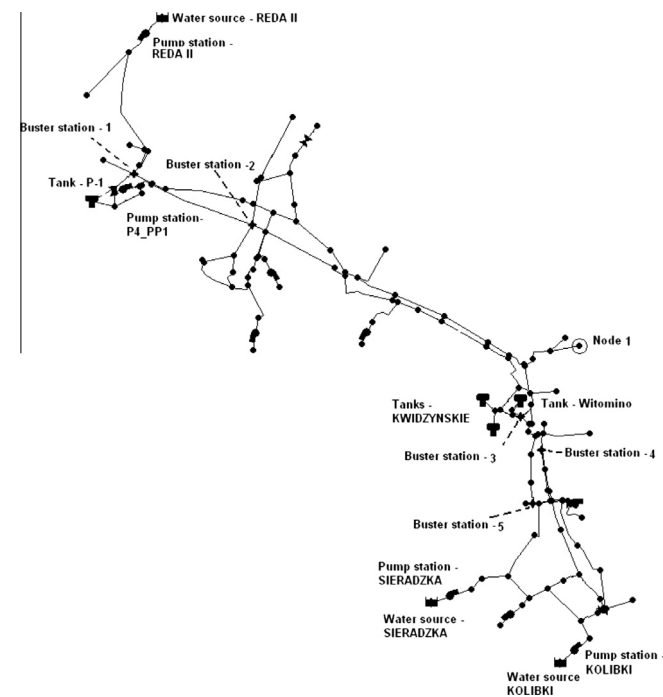 Water source - REDA II
Pump station -
REDA II
Buster station - 1
Buster station -2
Tank - P-1
Pump station-
P4_PP1
Node 1
Tanks -
KWIDZYNSKIE
Tank - Witomino
Buster station - 3
Buster station - 4
Buster station - 5
Pump station -
SIERADZKA
Water source -
SIERADZKA
Pump station -
KOLIBKI
Water source
KOLIBKI